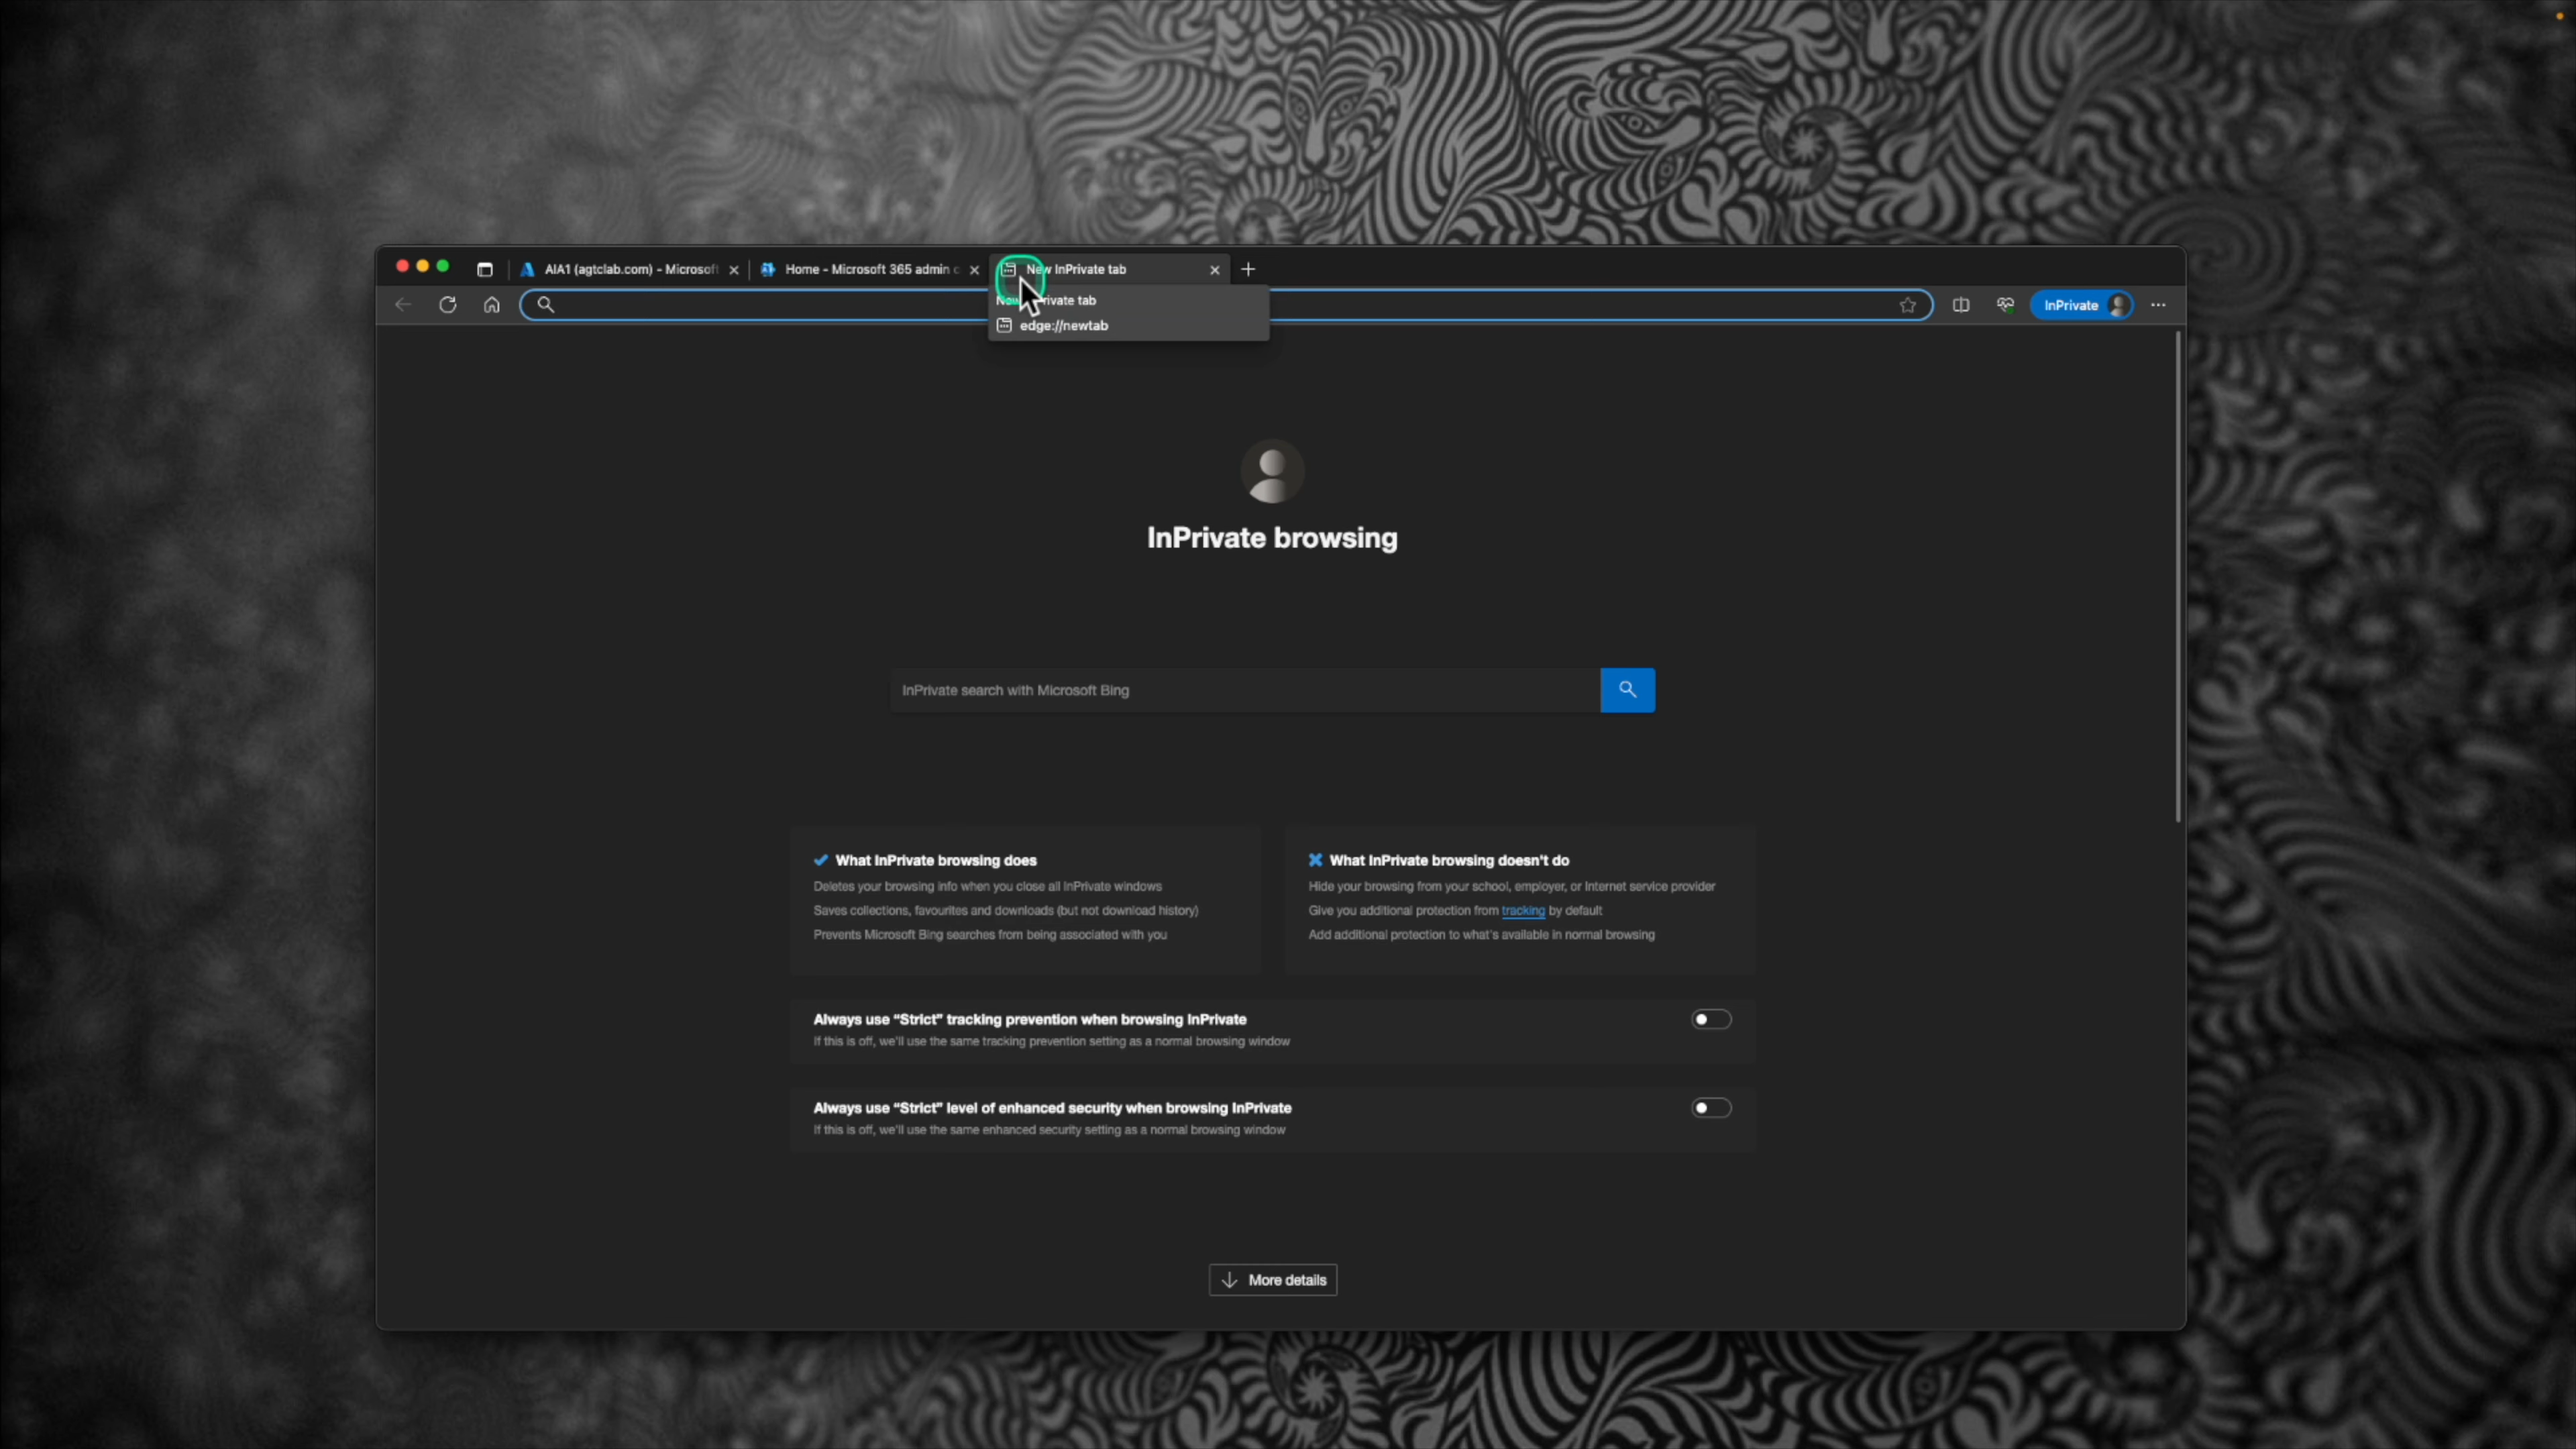 AIA1 (agtclab.com) - Microsoft
Home - Microsoft 365 admin c
New InPrivate tab
private tab
edge://newtab
InPrivate
InPrivate browsing
InPrivate search with Microsoft Bing
What InPrivate browsing does
Deletes your browsing info when you close all InPrivate windows
Saves collections, favourites and downloads (but not download history)
Prevents Microsoft Bing searches from being associated with you
What InPrivate browsing doesn't do
Hide your browsing from your school, employer, or Internet service provider
Give you additional protection from tracking by default
Add additional protection to what's available in normal browsing
Always use “Strict” tracking prevention when browsing InPrivate
If this is off, we'll use the same tracking prevention setting as a normal browsing window
Always use “Strict” level of enhanced security when browsing InPrivate
If this is off, we'll use the same enhanced security setting as a normal browsing window
More details